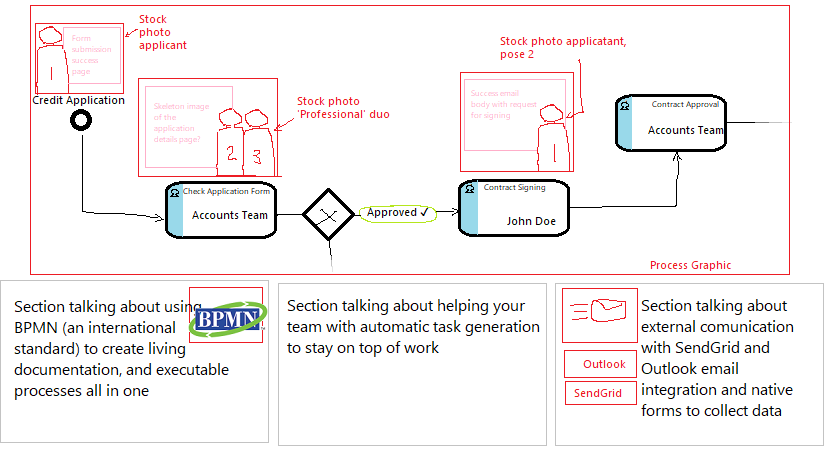 Stock
photo
applicant
Form
submission
success
page
1
Credit Application
Skeleton image
of the
application
details page?
2 3
Stock photo
'Professional' duo
Check Application Form
Accounts Team
X
Approved ✓
Stock photo applicatant,
pose 2
Success email
body with request
for signing
1
Contract Signing
John Doe
Contract Approval
Accounts Team
Process Graphic
Section talking about using
BPMN (an international
standard) to create living
documentation, and executable
processes all in one
BPMN
Section talking about helping your
team with automatic task generation
to stay on top of work
Outlook
SendGrid
Section talking about
external comunication
with SendGrid and
Outlook email
integration and native
forms to collect data